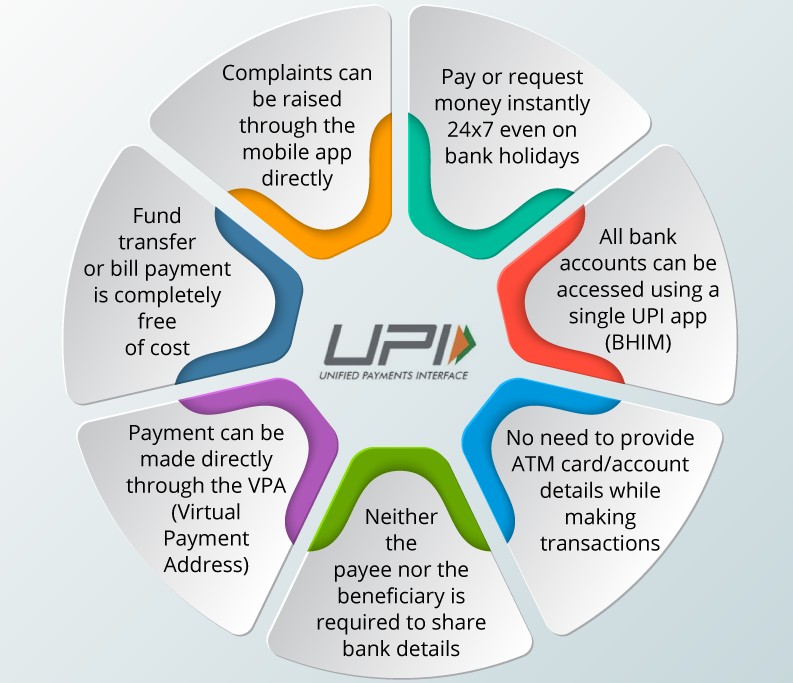 Complaints can
be raised
through the
mobile app
directly
Pay or request
money instantly
24x7 even on
bank holidays
Fund
transfer
or bill payment
is completely
free
of cost
All bank
accounts can be
accessed using a
single UPI app
(BHIM)
UPI
UNIFIED PAYMENTS INTERFACE
Payment can be
made directly
through the VPA
(Virtual
Payment
Address)
No need to provide
ATM card/account
details while
making
transactions
Neither
the
payee nor the
beneficiary is
required to share
bank details